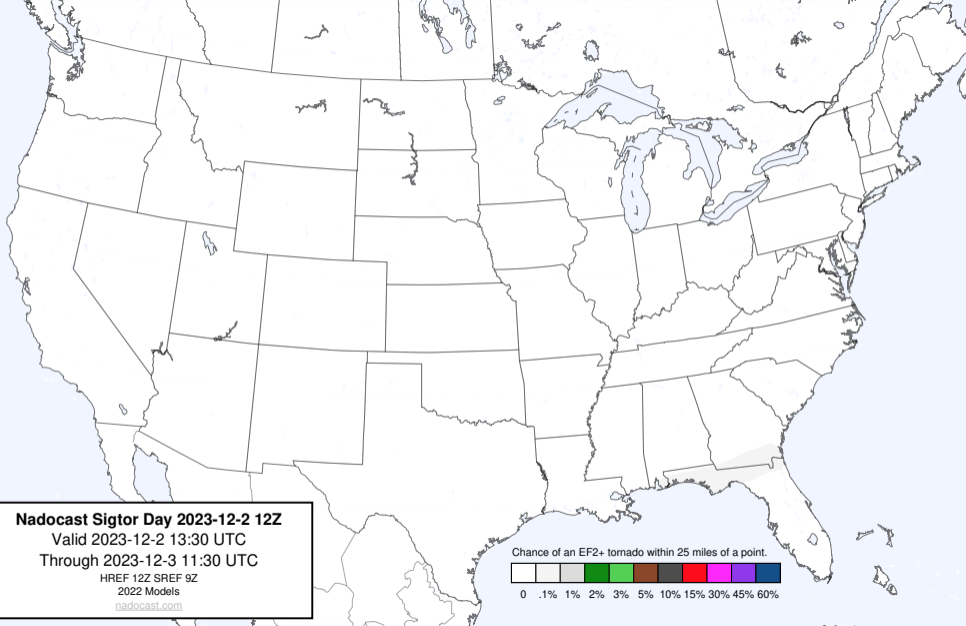 Nadocast Sigtor Day 2023-12-2 12Z
Valid 2023-12-2 13:30 UTC
Through 2023-12-3 11:30 UTC
HREF 12Z SREF 9Z
2022 Models
nadocast.com
Chance of an EF2+ tornado within 25 miles of a point.
0 .1% 1% 2% 3% 5% 10% 15% 30% 45% 60%